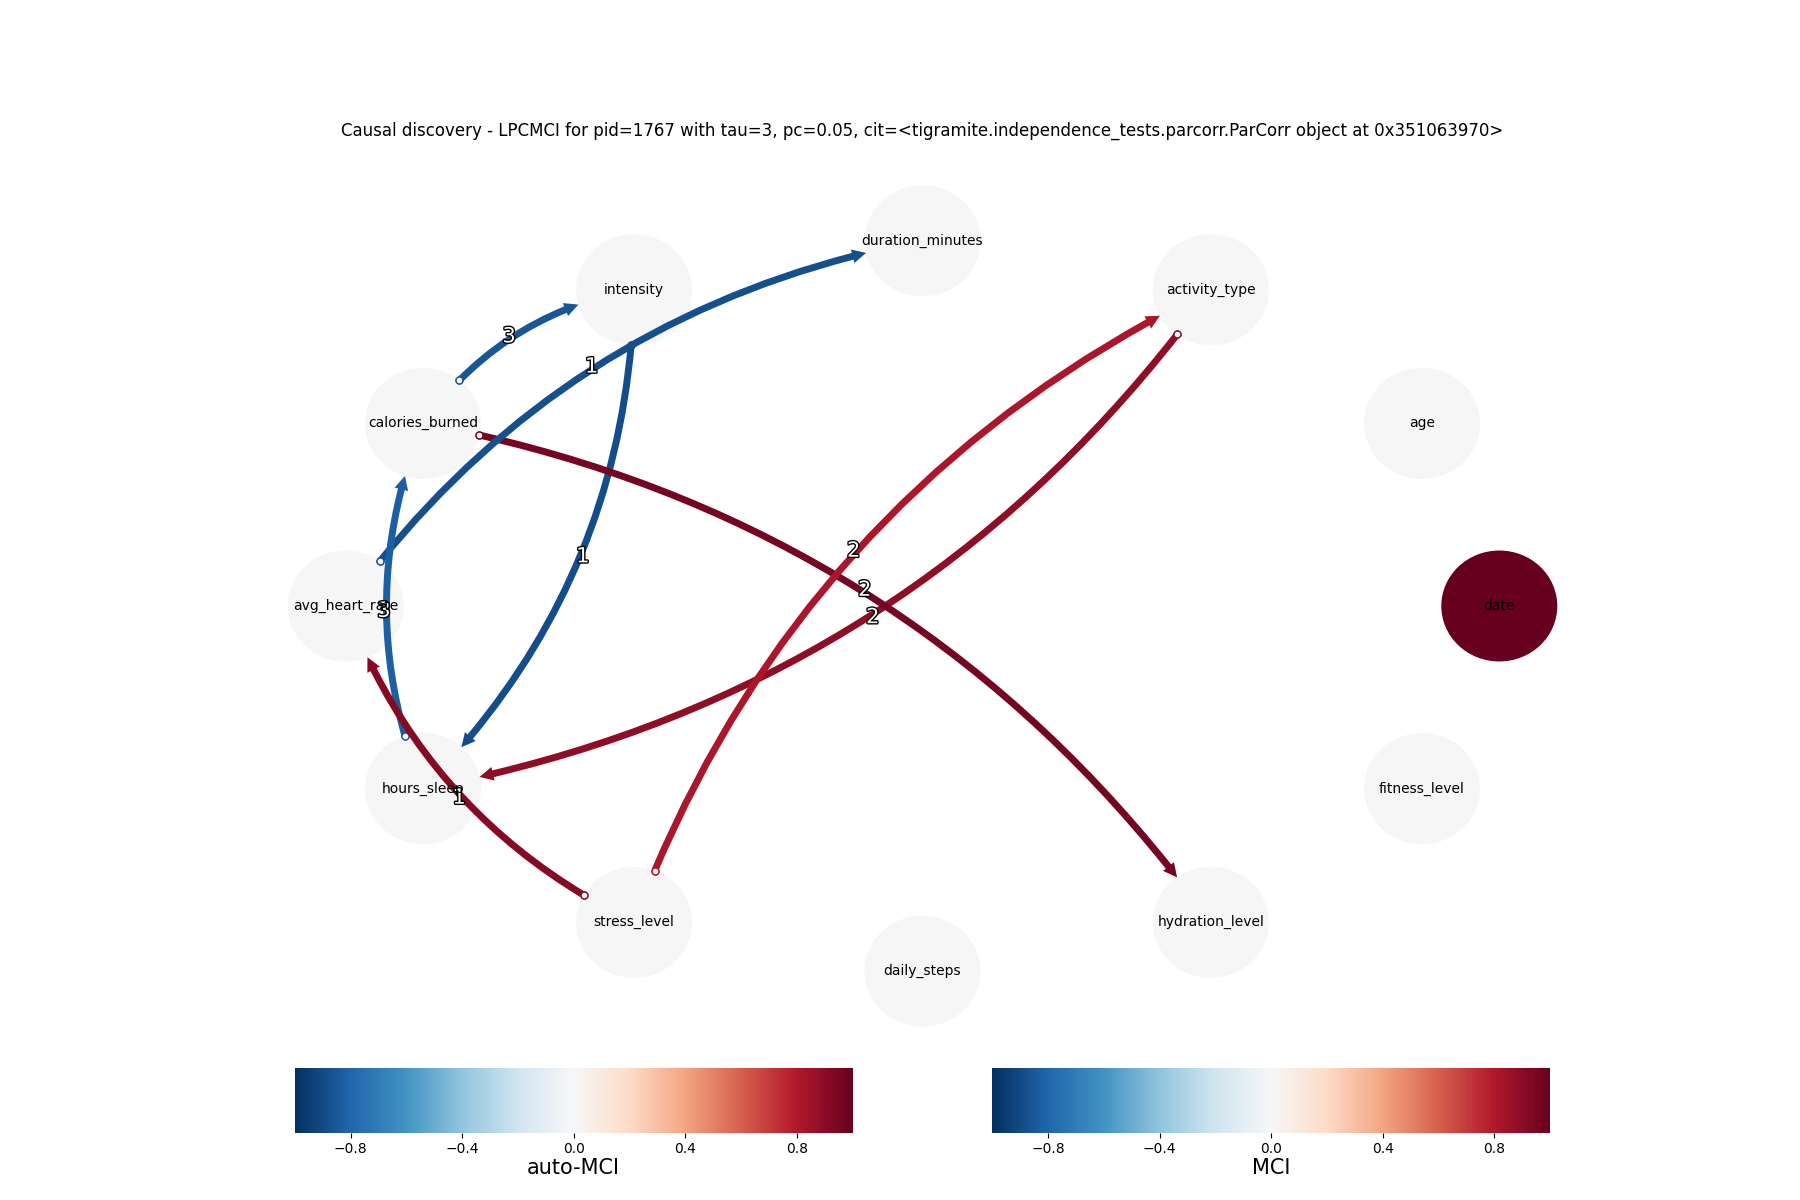 Causal discovery - LPCMCI for pid=1767 with tau=3, pc=0.05, cit=<tigramite.independence_tests.parcorr.ParCorr object at 0x351063970>
duration_minutes
intensity
activity_type
3
1
calories_burned
age
2
1
2
avg_heart_rate
3
2
date
hours_sleep
1
fitness_level
stress_level
hydration_level
daily_steps
−0.8 −0.4 0.0 0.4 0.8
auto-MCI
−0.8 −0.4 0.0 0.4 0.8
MCI